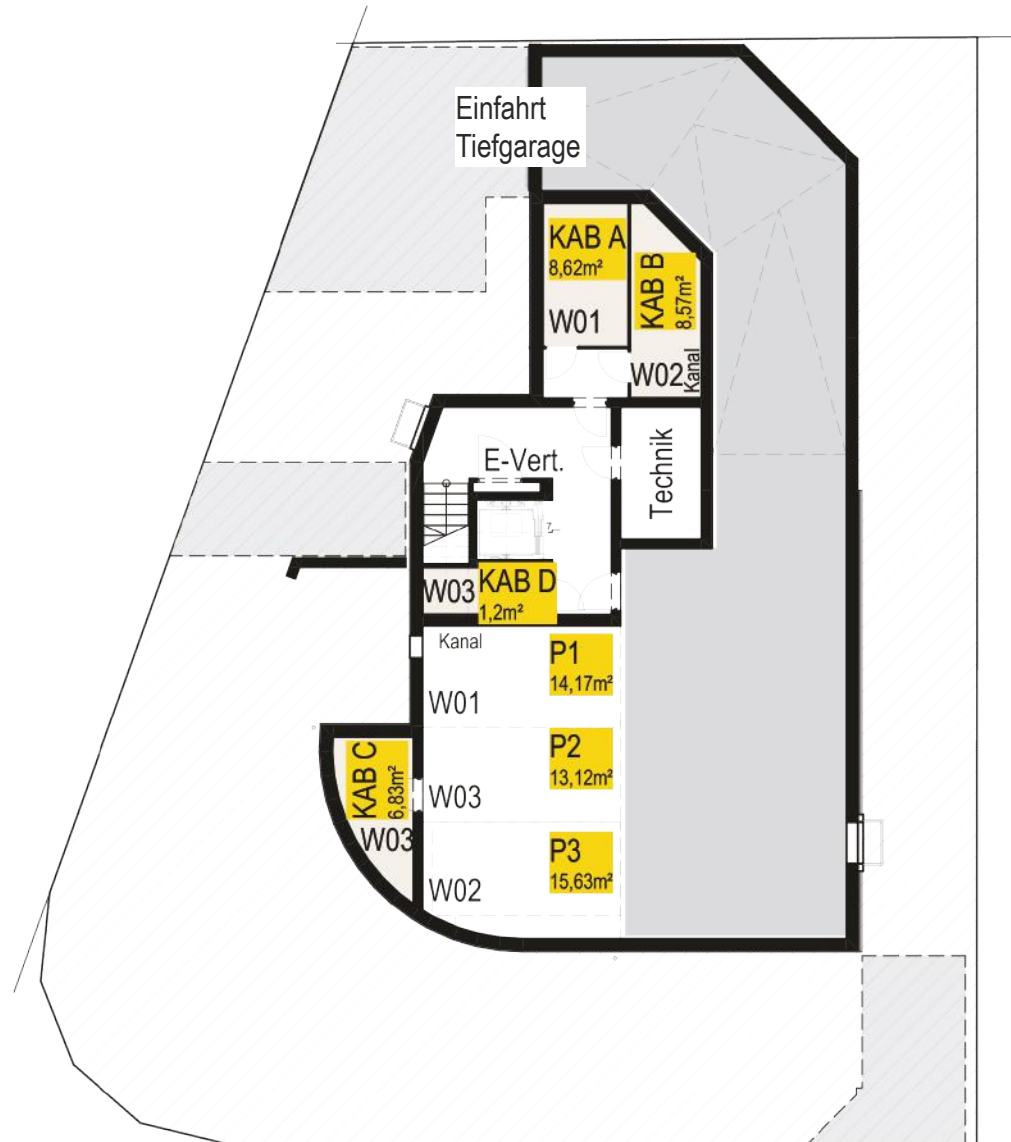 Einfahrt
Tiefgarage
KAB A
8,62m²
W01
KAB B
8,57m²
W02
Kanal
E-Vert.
Technik
7
W03
KAB D
1,2m²
Kanal
P1
14,17m²
W01
P2
13,12m²
W03
KAB C
6,83m²
W03
P3
15,63m²
W02